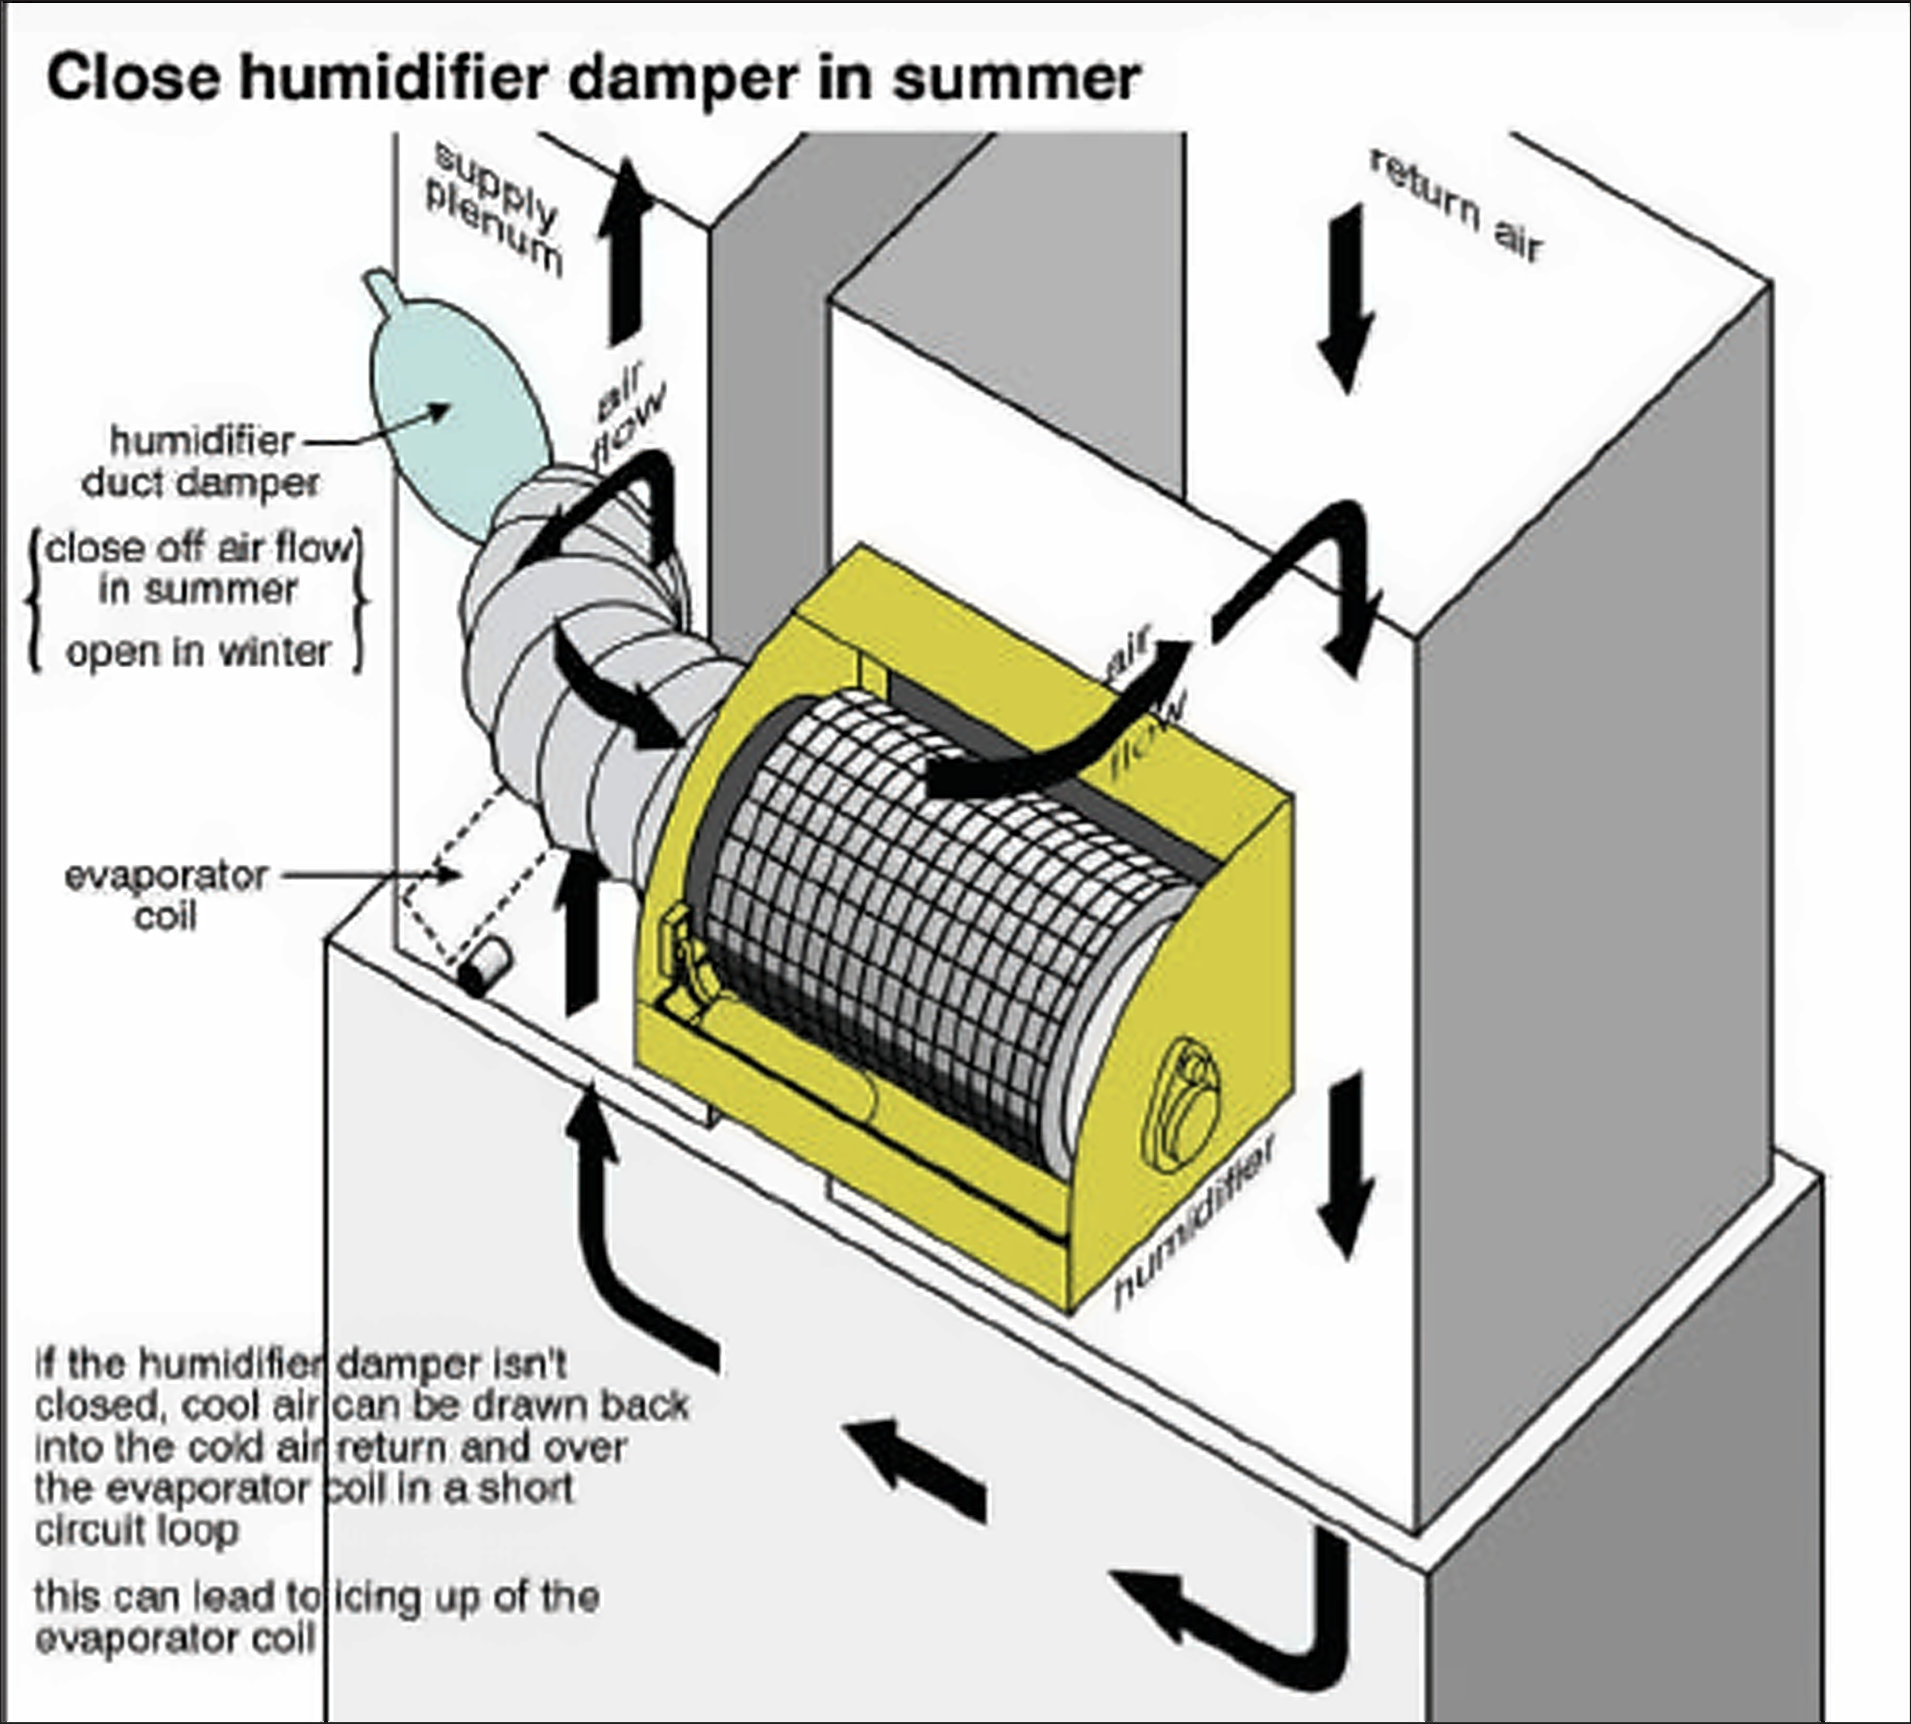 Close humidifier damper in summer
supply
plenum
return air
air
flow
humidifier
duct damper
close off air flow
in summer
open in winter
air
flow
evaporator
coil
humidifier
if the humidifier damper isn't
closed, cool air can be drawn back
into the cold air return and over
the evaporator coil in a short
circuit loop
this can lead to icing up of the
evaporator coil